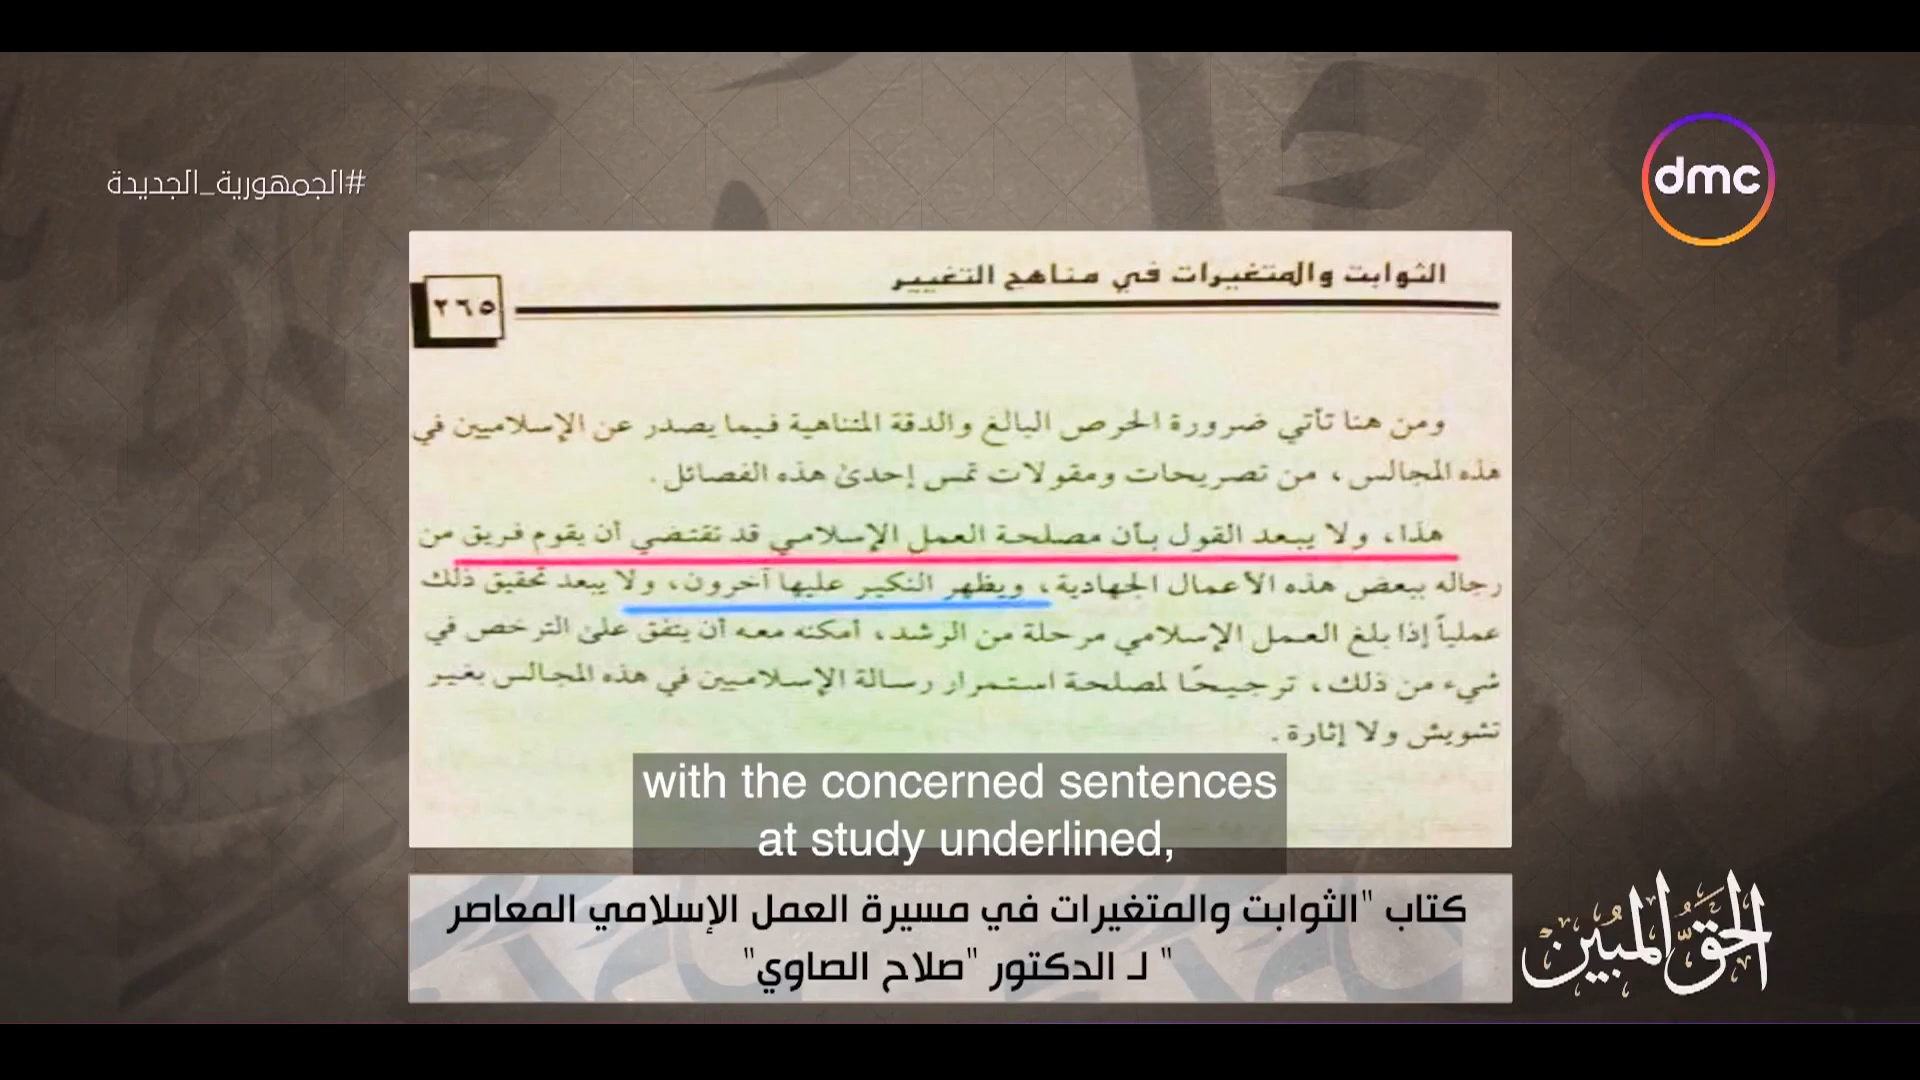 #الجمهورية_الجديدة
dmc
الثوابت والمتغيرات في مناهج التغيير
٢٦٥
ومن هنا تأتي ضرورة الحرص البالغ والدقة المتناهية فيما يصدر عن الإسلاميين في
هذه المجالس، من تصريحات ومقولات تمس إحدى هذه الفصائل.
هذا، ولا يبعد القول بأن مصلحة العمل الإسلامي قد تقتضي أن يقوم فريق من
رجاله ببعض هذه الأعمال الجهادية، ويظهر النكير عليها آخرون، ولا يبعد تحقيق ذلك
عملياً إذا بلغ العمل الإسلامي مرحلة من الرشد، أمكنه معه أن يتفق على الترخص في
شيء من ذلك، ترجيحًا لمصلحة استمرار رسالة الإسلاميين في هذه المجالس بغير
تشويش ولا إثارة.
with the concerned sentences
at study underlined,
كتاب "الثوابت والمتغيرات في مسيرة العمل الإسلامي المعاصر
" لـ الدكتور "صلاح الصاوي"
الحَقُّ المُبين